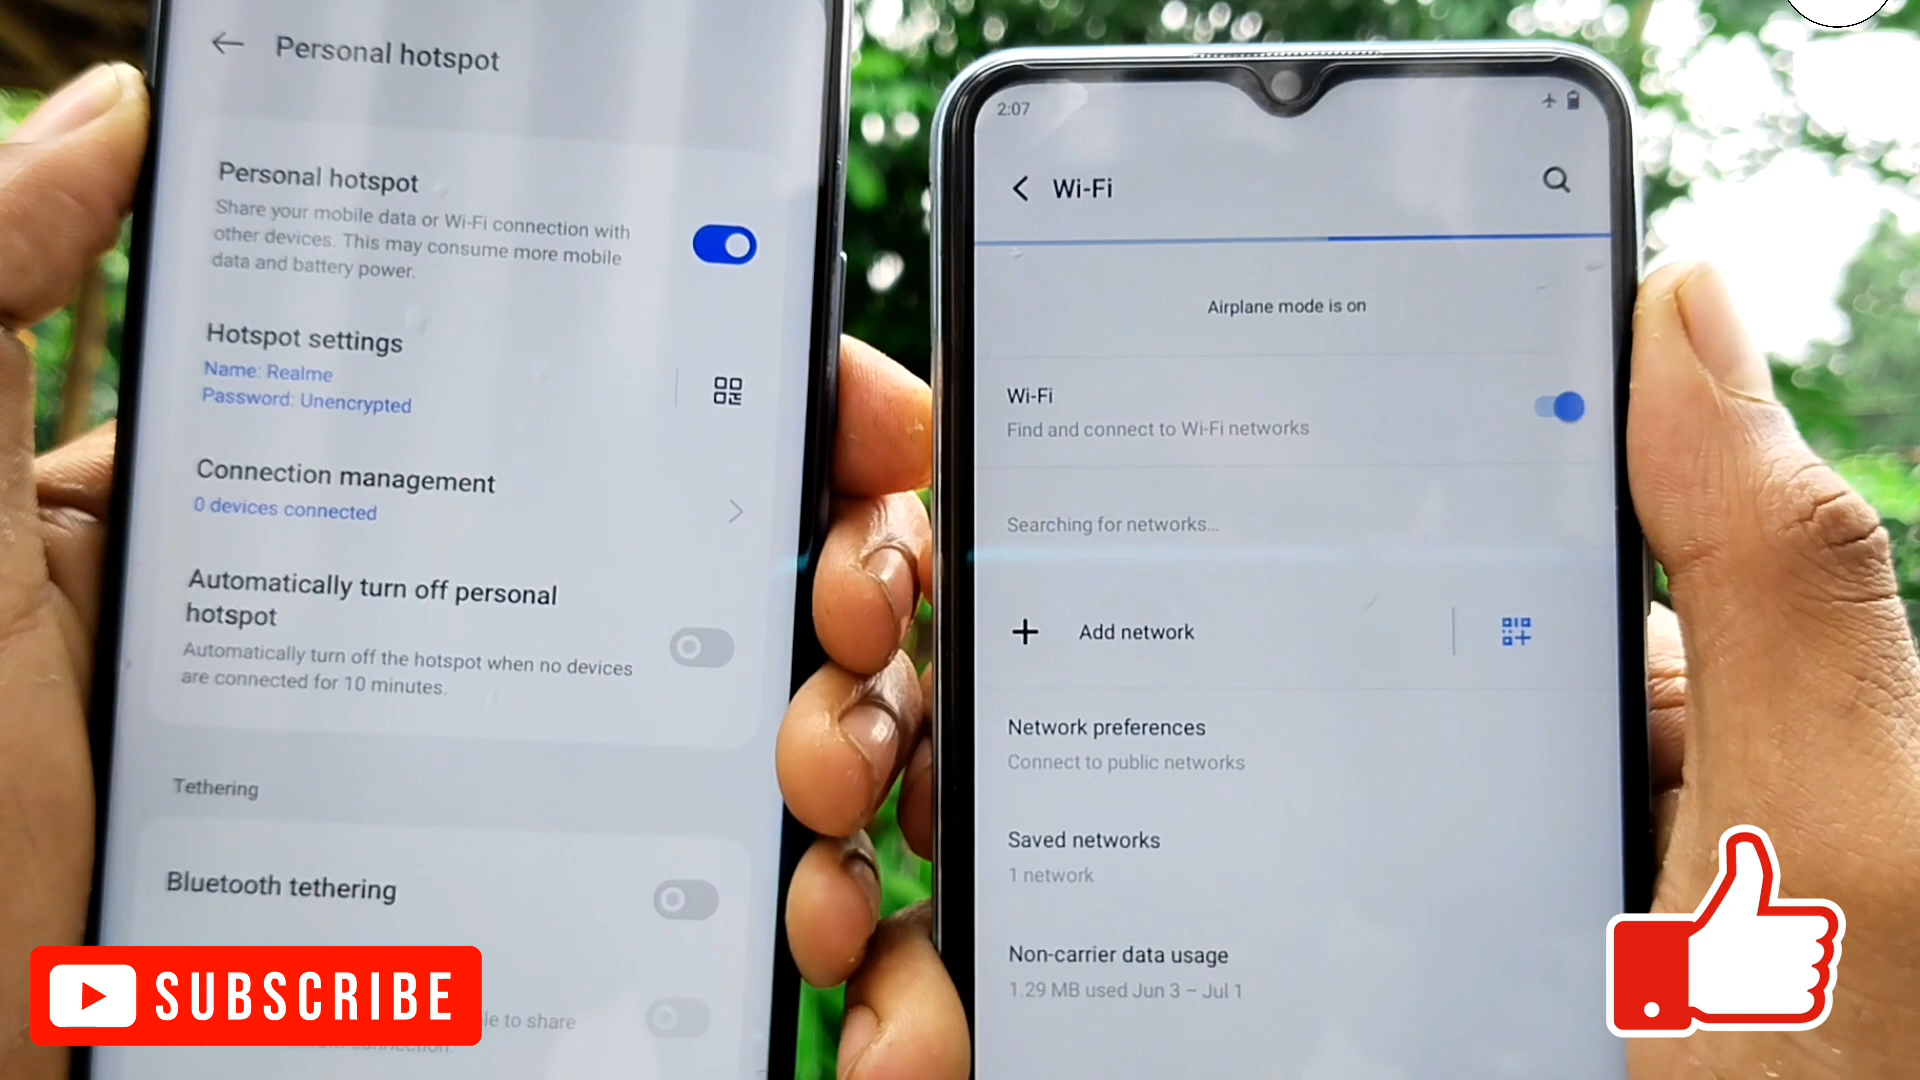 Personal hotspot
Personal hotspot
Share your mobile data or Wi-Fi connection with
other devices. This may consume more mobile
data and battery power.
Hotspot settings
Name: Realme
Password: Unencrypted
Connection management
0 devices connected
Automatically turn off personal
hotspot
Automatically turn off the hotspot when no devices
are connected for 10 minutes.
Tethering
Bluetooth tethering
le to share
SUBSCRIBE
2:07
Wi-Fi
Airplane mode is on
Wi-Fi
Find and connect to Wi-Fi networks
Searching for networks...
Add network
Network preferences
Connect to public networks
Saved networks
1 network
Non-carrier data usage
1.29 MB used Jun 3 – Jul 1